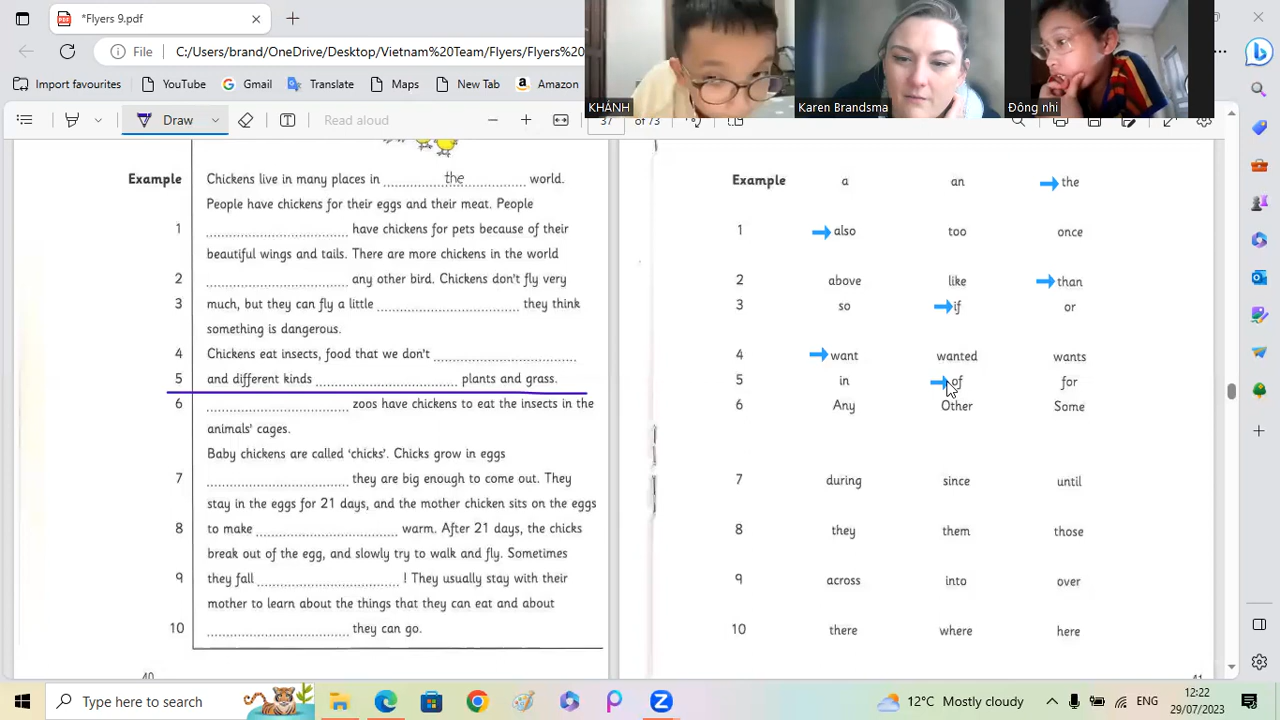 *Flyers 9.pdf
File
C:/Users/brand/OneDrive/Desktop/Vietnam%20Team/Flyers/Flyers%
Import favourites
YouTube
Gmail
Translate
Maps
New Tab
Amazon
KHÁNH
Karen Brandsma
Đông nhi
Draw
Read aloud
37
of 73
Example Chickens live in many places in the world.
People have chickens for their eggs and their meat. People
1 have chickens for pets because of their
beautiful wings and tails. There are more chickens in the world
2 any other bird. Chickens don't fly very
3 much, but they can fly a little they think
something is dangerous.
4 Chickens eat insects, food that we don't
5 and different kinds plants and grass.
6 zoos have chickens to eat the insects in the
animals' cages.
Baby chickens are called 'chicks'. Chicks grow in eggs
7 they are big enough to come out. They
stay in the eggs for 21 days, and the mother chicken sits on the eggs
8 to make warm. After 21 days, the chicks
break out of the egg, and slowly try to walk and fly. Sometimes
9 they fall ! They usually stay with their
mother to learn about the things that they can eat and about
10 they can go.
40
Example a an the
1 also too once
2 above like than
3 so if or
4 want wanted wants
5 in of for
6 Any Other Some
7 during since until
8 they them those
9 across into over
10 there where here
41
Type here to search
12°C Mostly cloudy
ENG
12:22
29/07/2023